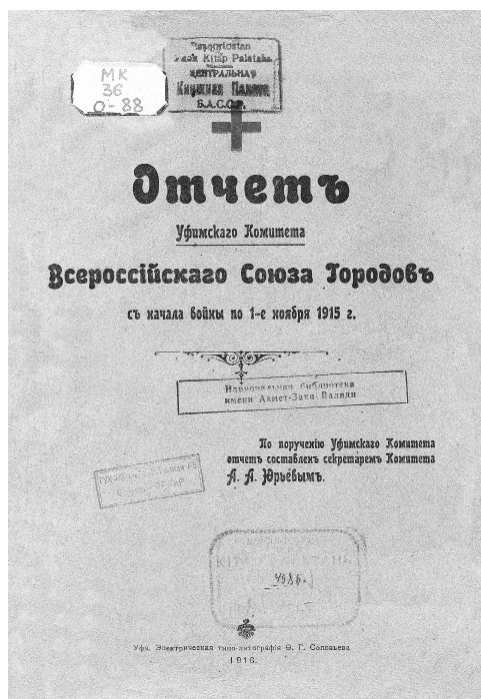 МК
36
О-88
Kitap Palatasь
ЦЕНТРАЛЬНАЯ
Книжная Палата
Б.А.С.С.Р.
Отчетъ
Уфимскаго Комитета
Всероссійскаго Союза Городовъ
съ начала войны по 1-е ноября 1915 г.
Национальная библиотека
имени Ахмет-Заки Валиди
По порученію Уфимскаго Комитета
отчетъ составленъ секретаремъ Комитета
А. А. Юрьевымъ.
Уфа, Электрическая типо-литографія Ѳ. Г. Соловьева
1916.